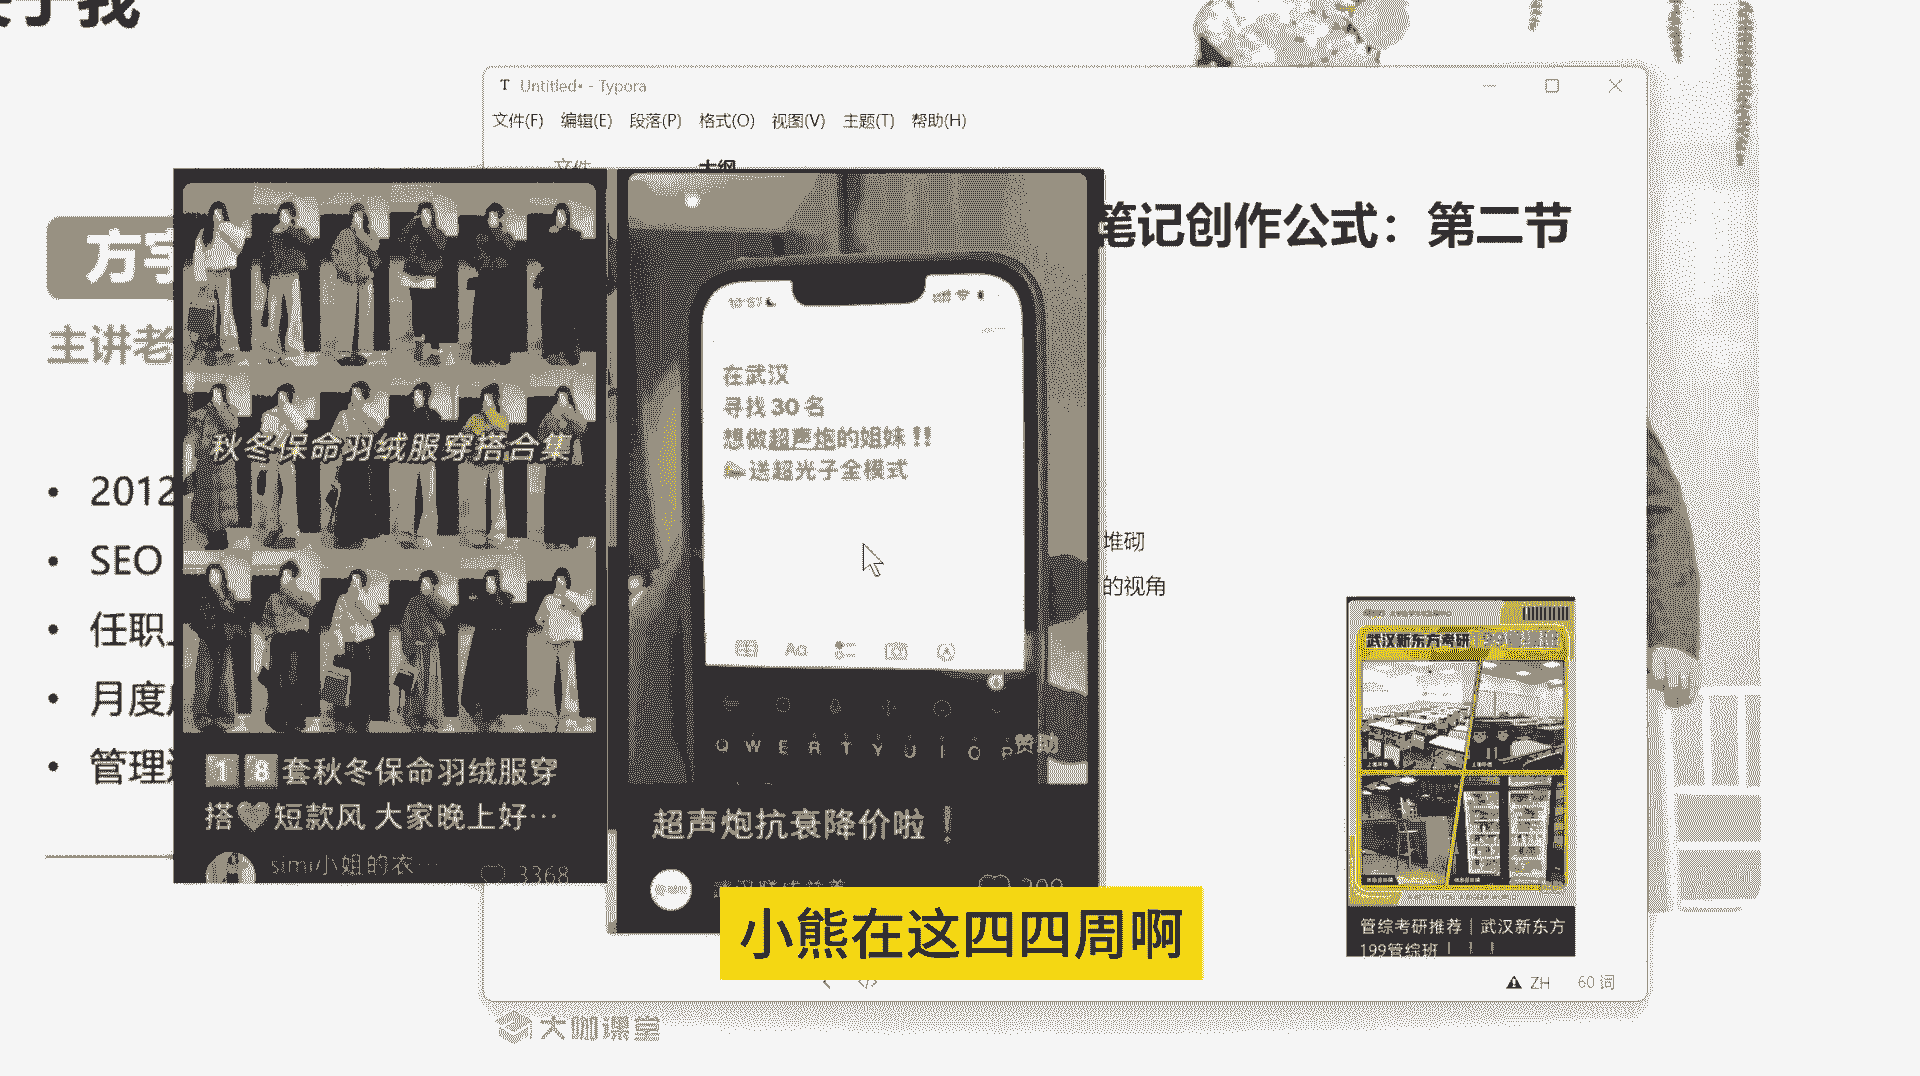 关于我
Untitled• - Typora
文件(F) 编辑(E) 段落(P) 格式(O) 视图(V) 主题(T) 帮助(H)
文件 大纲
笔记创作公式：第二节
方宇
主讲老
2012
SEO
任职
月度
管理
堆砌
的视角
秋冬保命羽绒服穿搭合集
18套秋冬保命羽绒服穿
搭🖤短款风 大家晚上好…
simi小姐的衣…
3368
10:57
在武汉
寻找 30 名
想做超声炮的姐妹 !!
送超光子全模式
Aa
Q W E R T Y U I O P
赞助
超声炮抗衰降价啦！
武汉新东方考研199管综班
管综考研推荐｜武汉新东方
199管综班
小熊在这四四周啊
ZH 60 词
大咖课堂